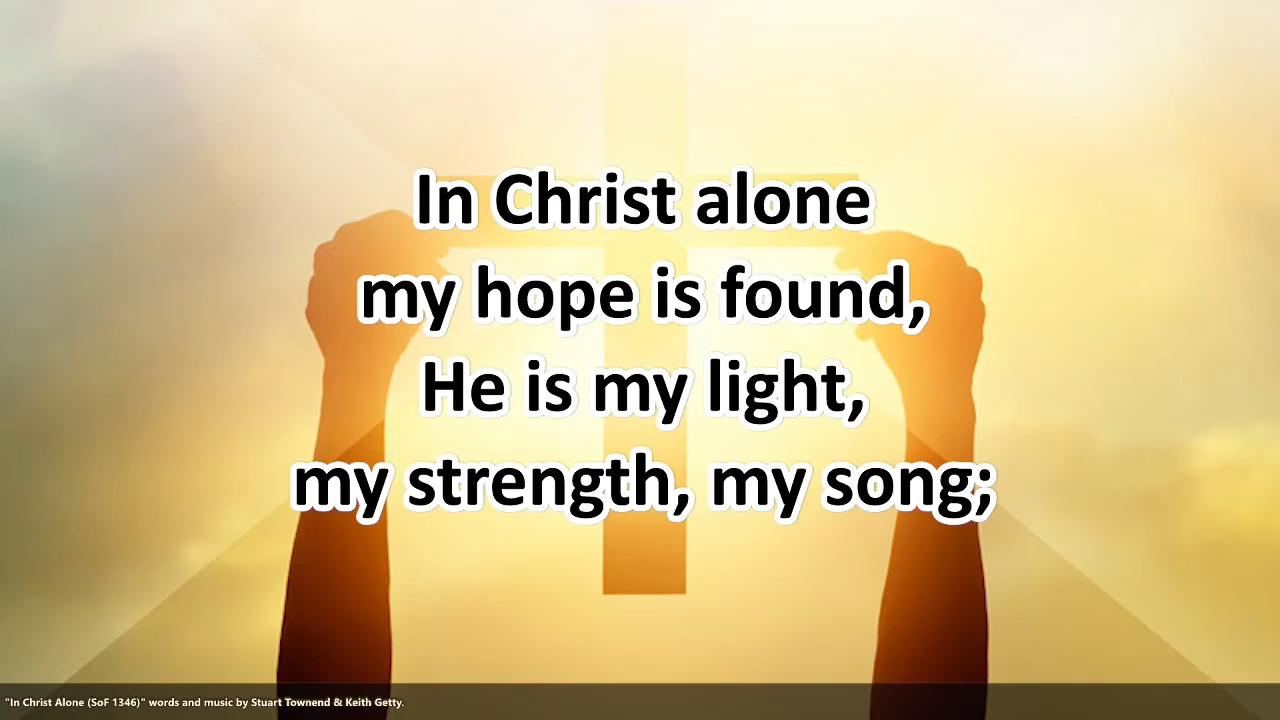 In Christ alone
my hope is found,
He is my light,
my strength, my song;
"In Christ Alone (SoF 1346)" words and music by Stuart Townend & Keith Getty.